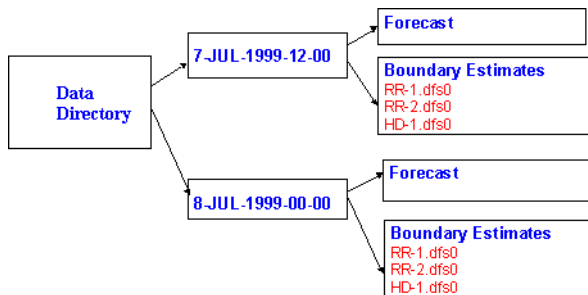 Data
Directory
7-JUL-1999-12-00
Forecast
Boundary Estimates
RR-1.dfs0
RR-2.dfs0
HD-1.dfs0
8-JUL-1999-00-00
Forecast
Boundary Estimates
RR-1.dfs0
RR-2.dfs0
HD-1.dfs0